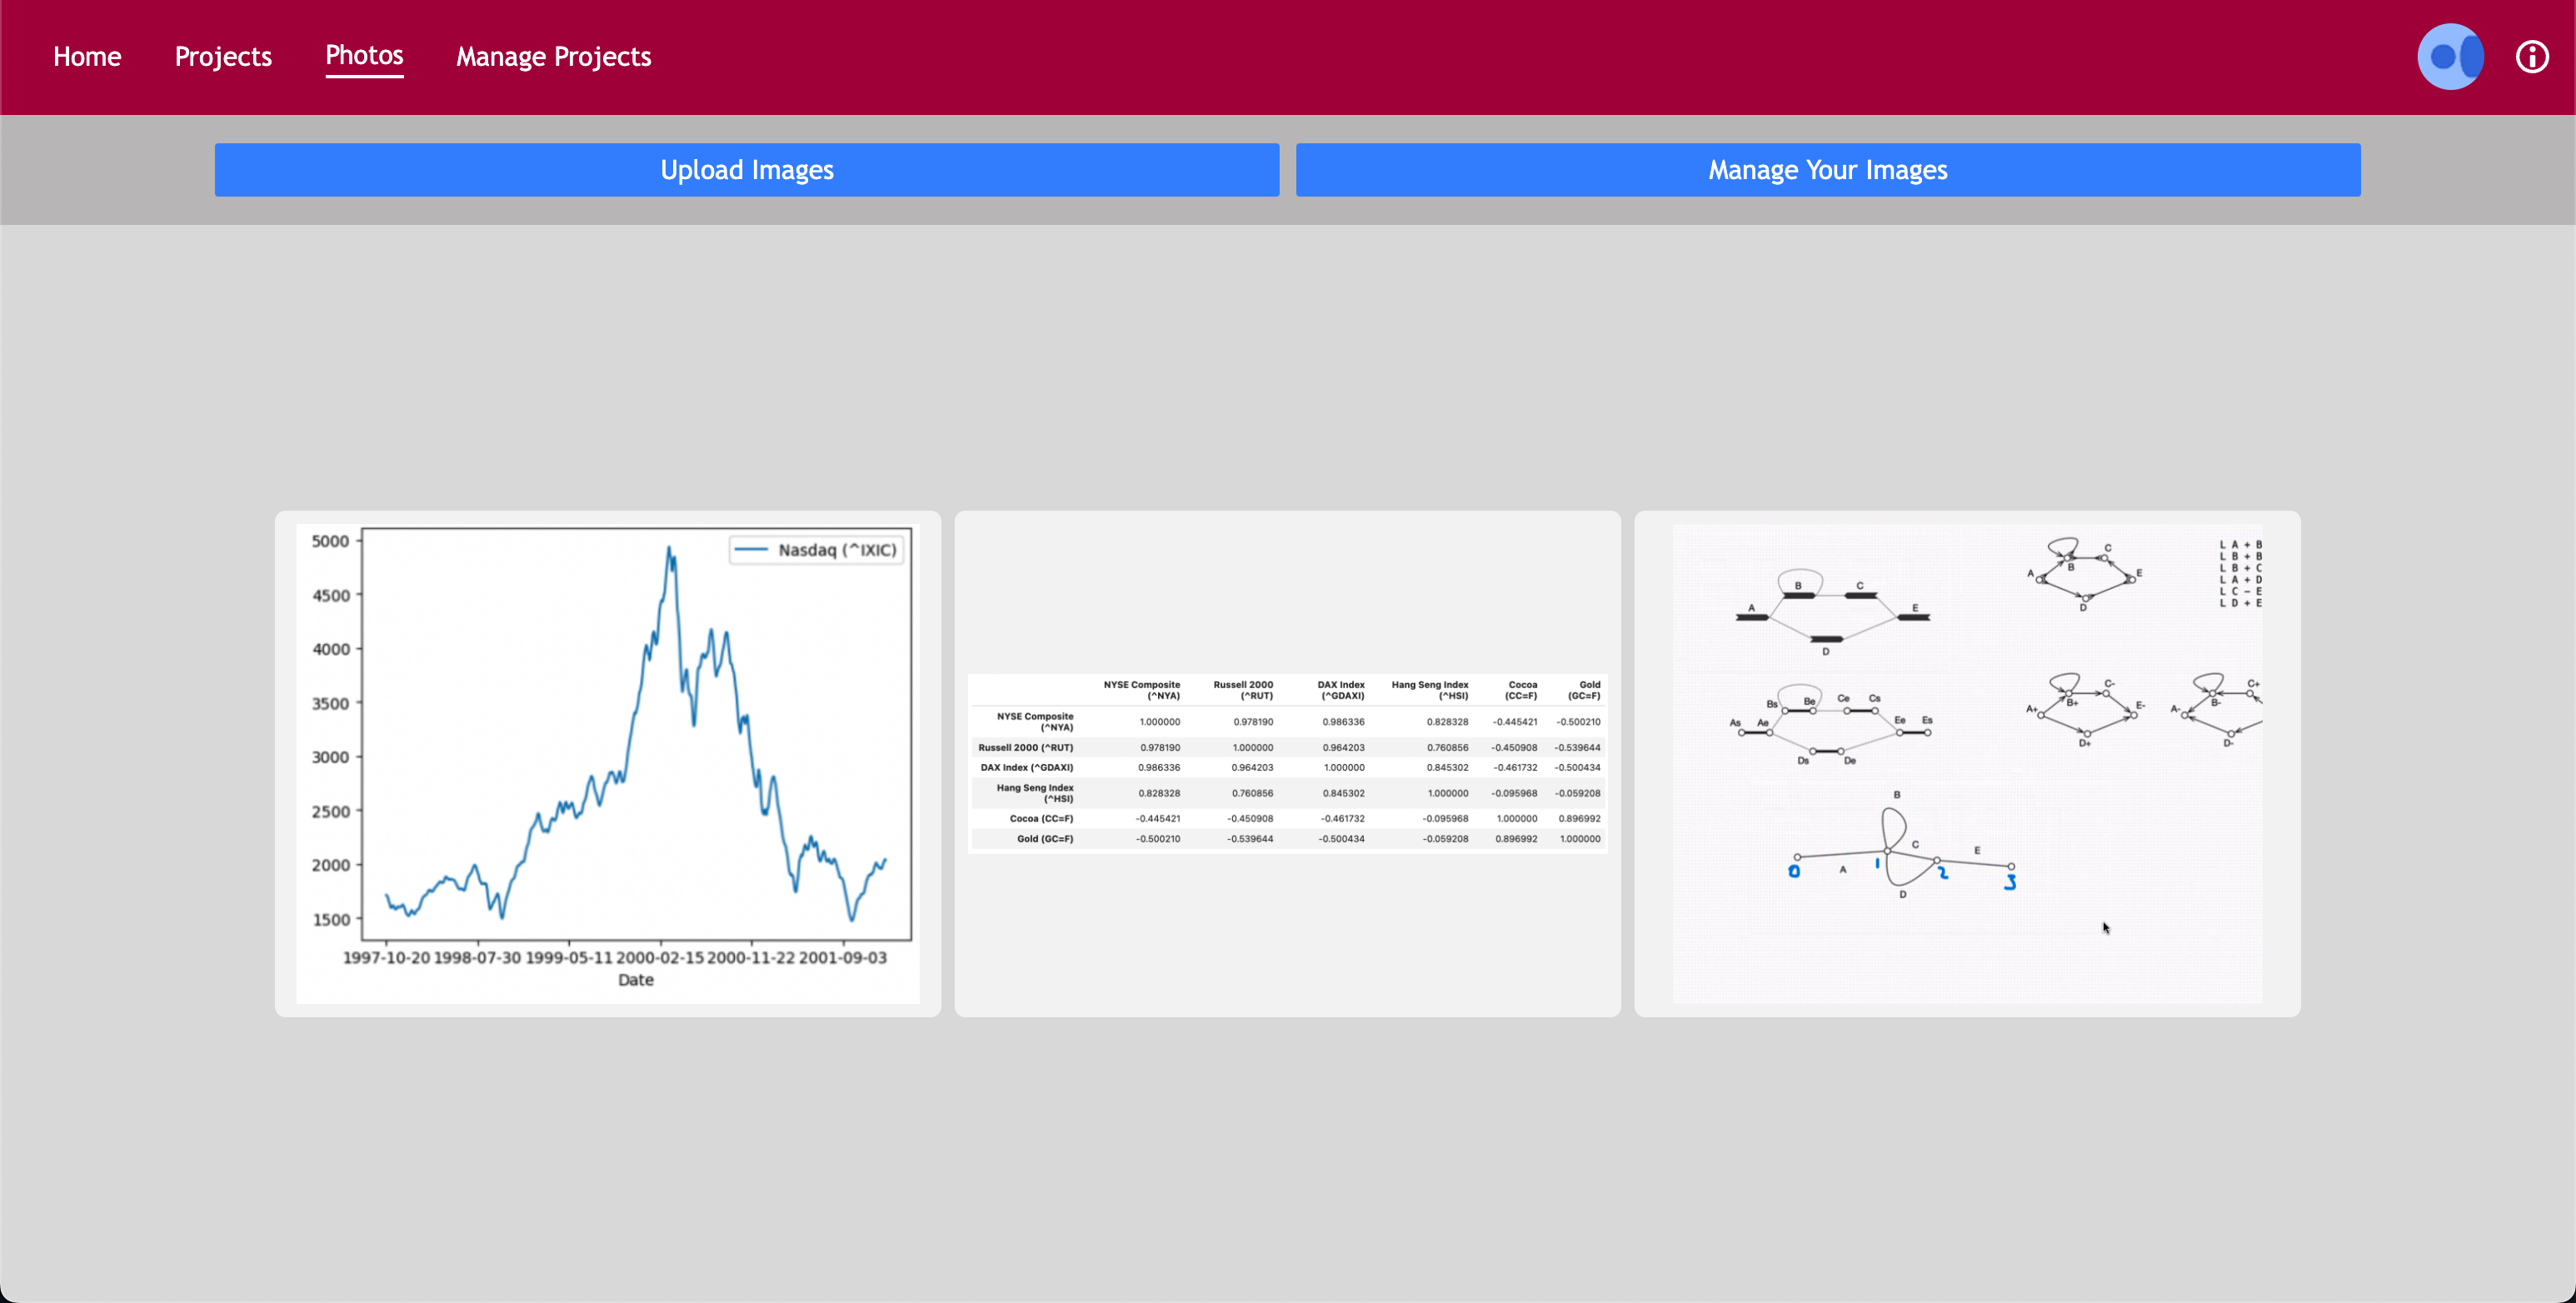 Home Projects Photos Manage Projects
Upload Images Manage Your Images
Nasdaq (^IXIC)
5000
4500
4000
3500
3000
2500
2000
1500
1997-10-20 1998-07-30 1999-05-11 2000-02-15 2000-11-22 2001-09-03
Date
NYSE Composite (^NYA) Russell 2000 (^RUT) DAX Index (^GDAXI) Hang Seng Index (^HSI) Cocoa (CC=F) Gold (GC=F)
NYSE Composite (^NYA) 1.000000 0.978190 0.986336 0.828328 -0.445421 -0.500210
Russell 2000 (^RUT) 0.978190 1.000000 0.964203 0.760856 -0.450908 -0.539644
DAX Index (^GDAXI) 0.986336 0.964203 1.000000 0.845302 -0.461732 -0.500434
Hang Seng Index (^HSI) 0.828328 0.760856 0.845302 1.000000 -0.095968 -0.059208
Cocoa (CC=F) -0.445421 -0.450908 -0.461732 -0.095968 1.000000 0.896992
Gold (GC=F) -0.500210 -0.539644 -0.500434 -0.059208 0.896992 1.000000
A B C D E
A B C D E
L A + B
L B + B
L B + C
L A + D
L C - E
L D + E
As Ae Bs Be Ce Cs Ds De Ee Es
A+ B+ C- D+ E-
A- B- C+ D-
B
A C D E
0 1 2 3